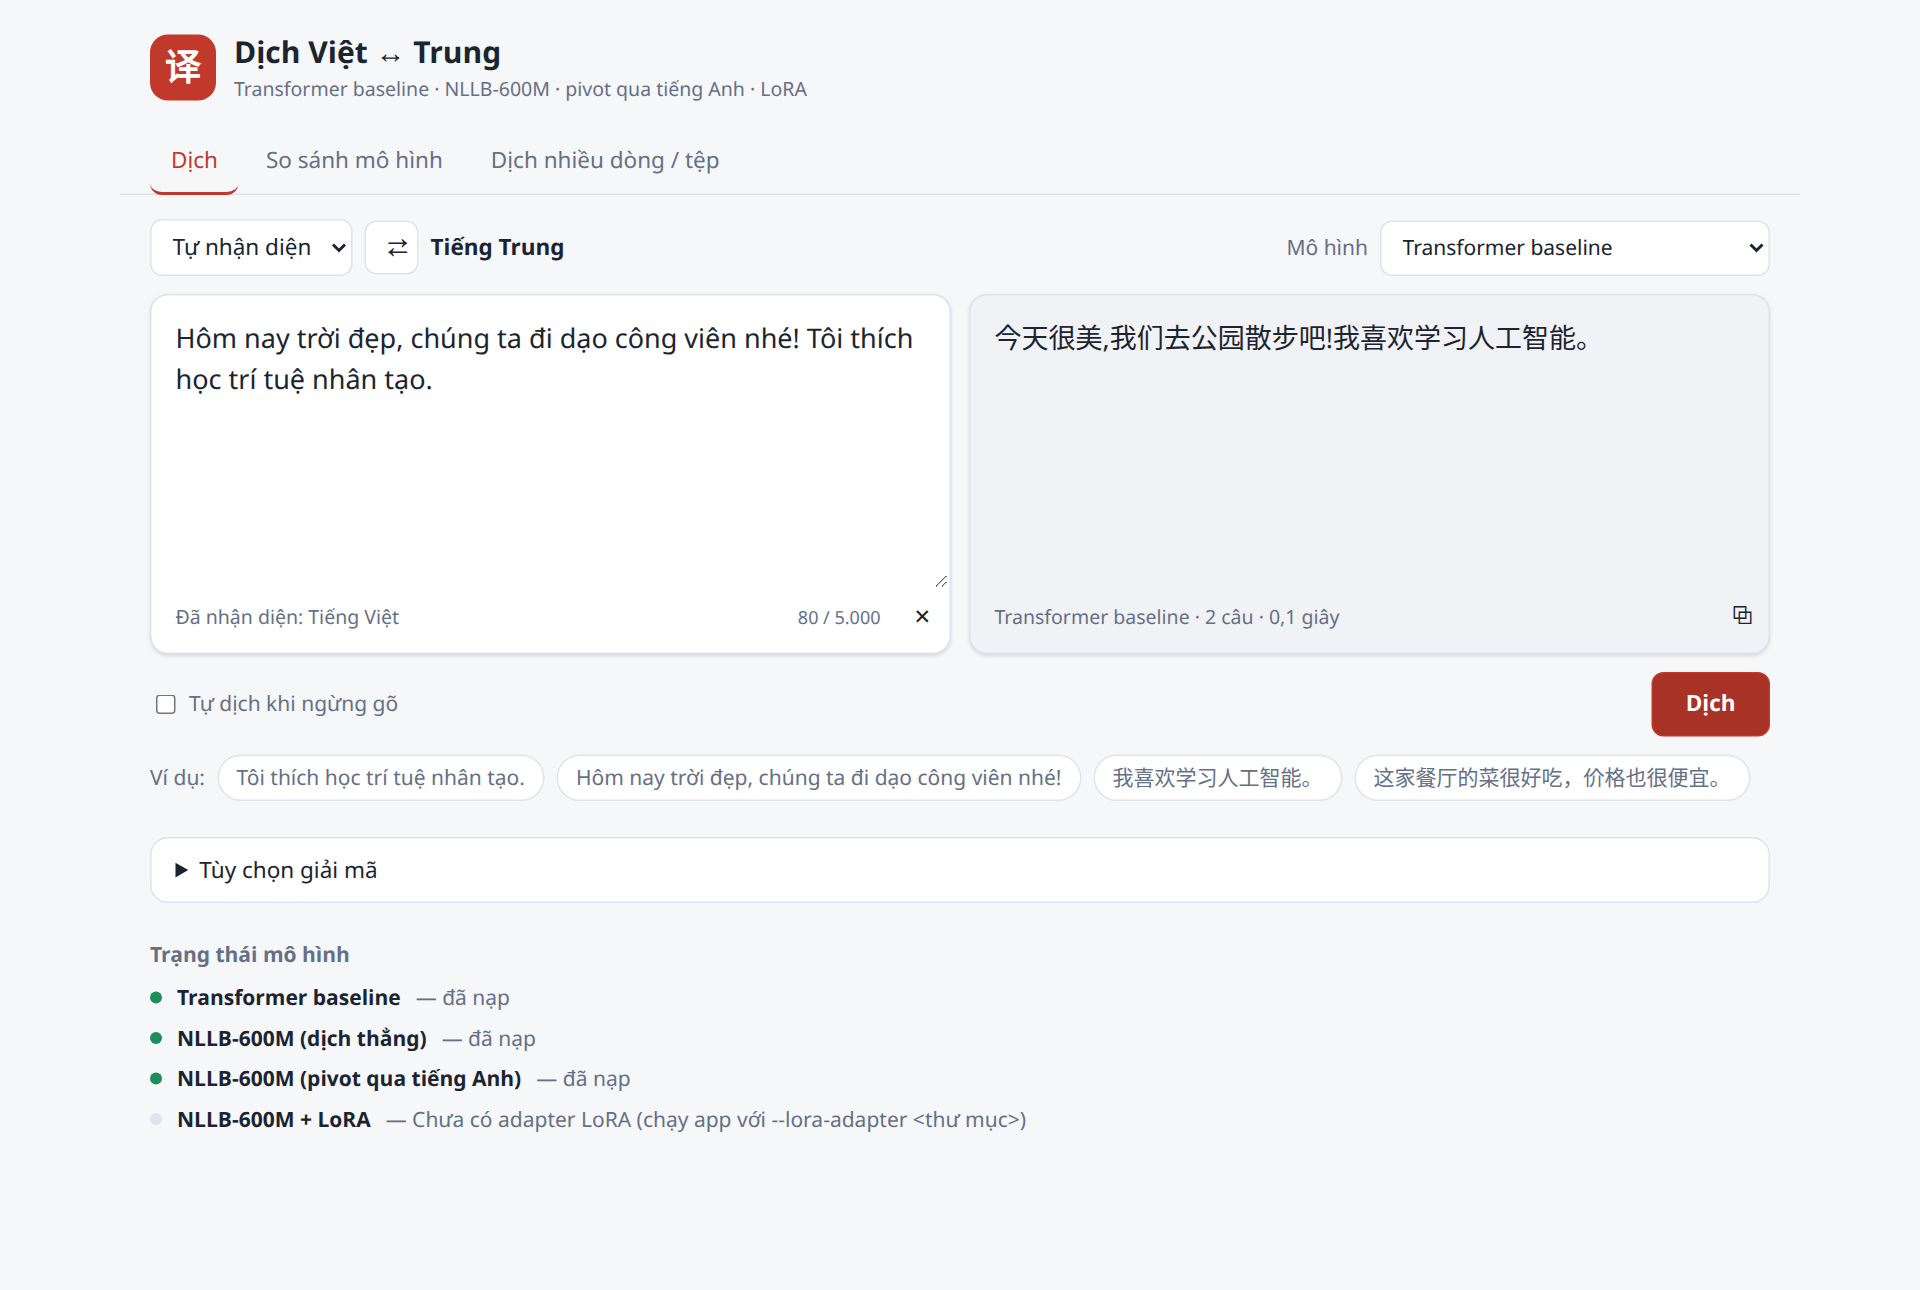 译
Dịch Việt ↔ Trung
Transformer baseline · NLLB-600M · pivot qua tiếng Anh · LoRA
Dịch So sánh mô hình Dịch nhiều dòng / tệp
Tự nhận diện ⇄ Tiếng Trung Mô hình Transformer baseline
Hôm nay trời đẹp, chúng ta đi dạo công viên nhé! Tôi thích
học trí tuệ nhân tạo.
Đã nhận diện: Tiếng Việt 80 / 5.000 ✕
今天很美,我们去公园散步吧!我喜欢学习人工智能。
Transformer baseline · 2 câu · 0,1 giây
Tự dịch khi ngừng gõ Dịch
Ví dụ: Tôi thích học trí tuệ nhân tạo. Hôm nay trời đẹp, chúng ta đi dạo công viên nhé! 我喜欢学习人工智能。 这家餐厅的菜很好吃，价格也很便宜。
▶ Tùy chọn giải mã
Trạng thái mô hình
Transformer baseline — đã nạp
NLLB-600M (dịch thẳng) — đã nạp
NLLB-600M (pivot qua tiếng Anh) — đã nạp
NLLB-600M + LoRA — Chưa có adapter LoRA (chạy app với --lora-adapter <thư mục>)